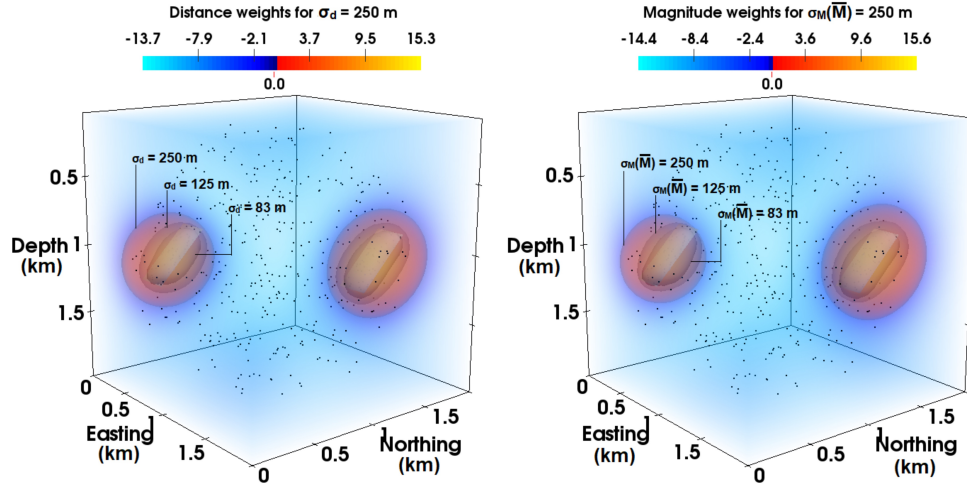 Distance weights for σd = 250 m
-13.7 -7.9 -2.1 3.7 9.5 15.3
0.0
σd = 250 m
σd = 125 m
σd = 83 m
0.5
Depth 1
(km)
1.5
0
0.5
1
Easting
(km)
1.5
0
0.5
1
Northing
(km)
1.5
Magnitude weights for σM(M̅) = 250 m
-14.4 -8.4 -2.4 3.6 9.6 15.6
0.0
σM(M̅) = 250 m
σM(M̅) = 125 m
σM(M̅) = 83 m
0.5
Depth 1
(km)
1.5
0
0.5
1
Easting
(km)
1.5
0
0.5
1
Northing
(km)
1.5